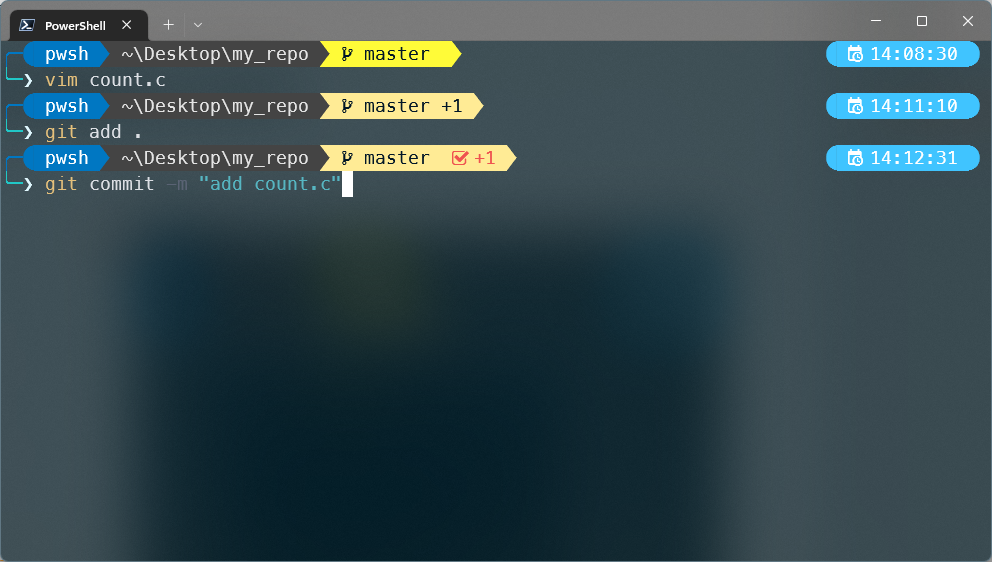 PowerShell
pwsh ~\Desktop\my_repo master 14:08:30
❯ vim count.c
pwsh ~\Desktop\my_repo master +1 14:11:10
❯ git add .
pwsh ~\Desktop\my_repo master +1 14:12:31
❯ git commit -m "add count.c"